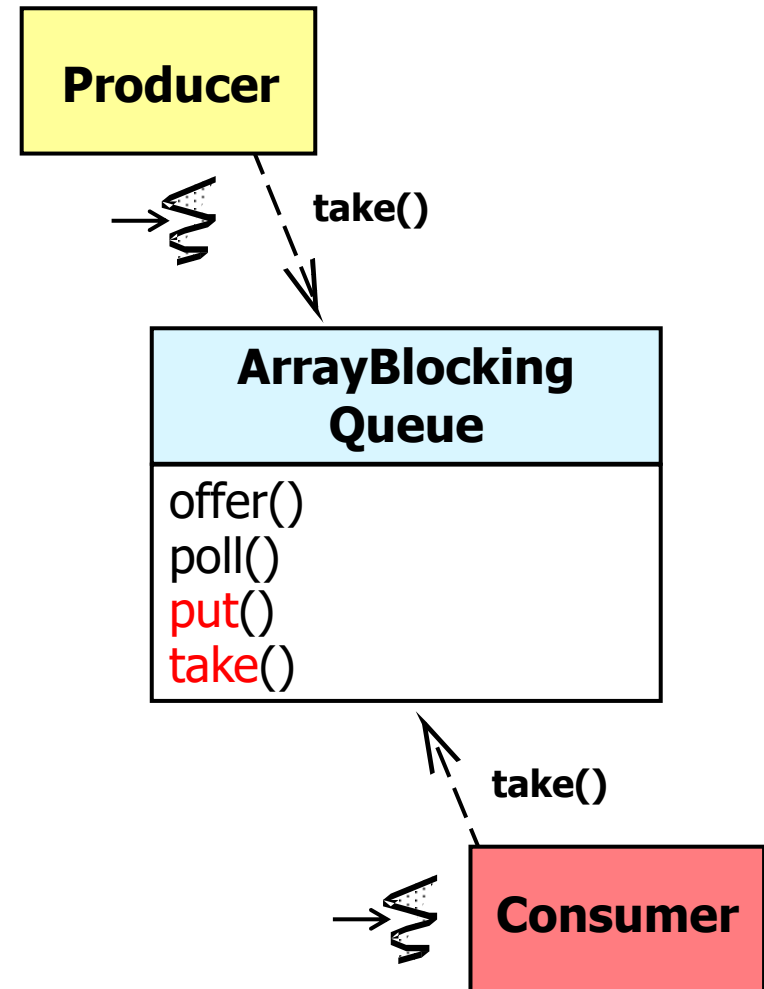 Producer
take()
ArrayBlocking
Queue
offer()
poll()
put()
take()
take()
Consumer